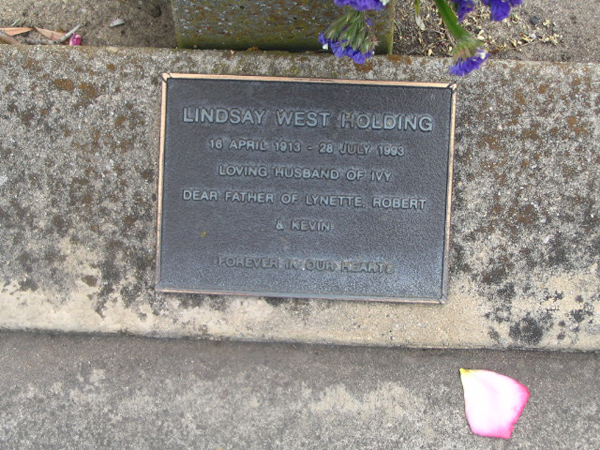 LINDSAY WEST HOLDING
16 APRIL 1913 - 28 JULY 1993
LOVING HUSBAND OF IVY
DEAR FATHER OF LYNETTE, ROBERT
& KEVIN
FOREVER IN OUR HEARTS